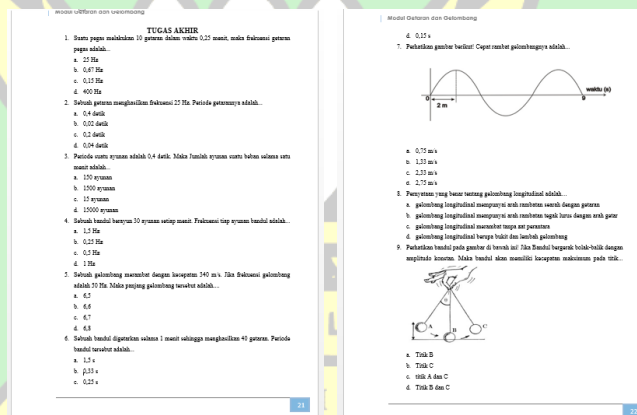 Modul Getaran dan Gelombang
TUGAS AKHIR
1. Suatu pegas melakukan 10 getaran dalam waktu 0,25 menit, maka frekuensi getaran
pegas adalah...
a. 25 Hz
b. 0,67 Hz
c. 0,15 Hz
d. 400 Hz
2. Sebuah getaran menghasilkan frekuensi 25 Hz. Periode getarannya adalah...
a. 0,4 detik
b. 0,02 detik
c. 0,2 detik
d. 0,04 detik
3. Periode suatu ayunan adalah 0,4 detik. Maka Jumlah ayunan suatu beban selama satu
menit adalah...
a. 150 ayunan
b. 1500 ayunan
c. 15 ayunan
d. 15000 ayunan
4. Sebuah bandul berayun 30 ayunan setiap menit. Frekuensi tiap ayunan bandul adalah...
a. 1,5 Hz
b. 0,25 Hz
c. 0,5 Hz
d. 1 Hz
5. Sebuah gelombang merambat dengan kecepatan 340 m/s. Jika frekuensi gelombang
adalah 50 Hz. Maka panjang gelombang tersebut adalah....
a. 6,5
b. 6,6
c. 6,7
d. 6,8
6. Sebuah bandul digetarkan selama 1 menit sehingga menghasilkan 40 getaran. Periode
bandul tersebut adalah...
a. 1,5 s
b. 0,33 s
c. 0,25 s
21
Modul Getaran dan Gelombang
d. 0,15 s
7. Perhatikan gambar berikut! Cepat rambat gelombangnya adalah...
waktu (s)
0
9
2 m
a. 0,75 m/s
b. 1,33 m/s
c. 2,33 m/s
d. 2,75 m/s
8. Pernyataan yang benar tentang gelombang longitudinal adalah...
a. gelombang longitudinal mempunyai arah rambatan searah dengan getaran
b. gelombang longitudinal mempunyai arah rambatan tegak lurus dengan arah getar
c. gelombang longitudinal merambat tanpa zat perantara
d. gelombang longitudinal berupa bukit dan lembah gelombang
9. Perhatikan bandul pada gambar di bawah ini! Jika Bandul bergerak bolak-balik dengan
amplitudo konstan. Maka bandul akan memiliki kecepatan maksimum pada titik...
A
B
C
a. Titik B
b. Titik C
c. titik A dan C
d. Titik B dan C
22